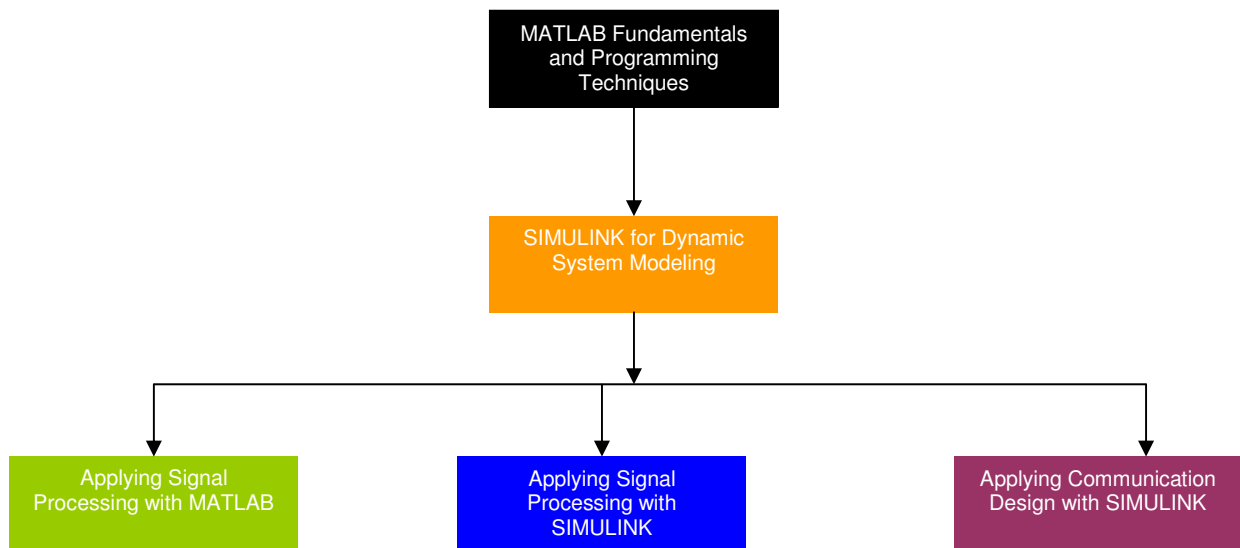 MATLAB Fundamentals
and Programming
Techniques
SIMULINK for Dynamic
System Modeling
Applying Signal
Processing with MATLAB
Applying Signal
Processing with
SIMULINK
Applying Communication
Design with SIMULINK